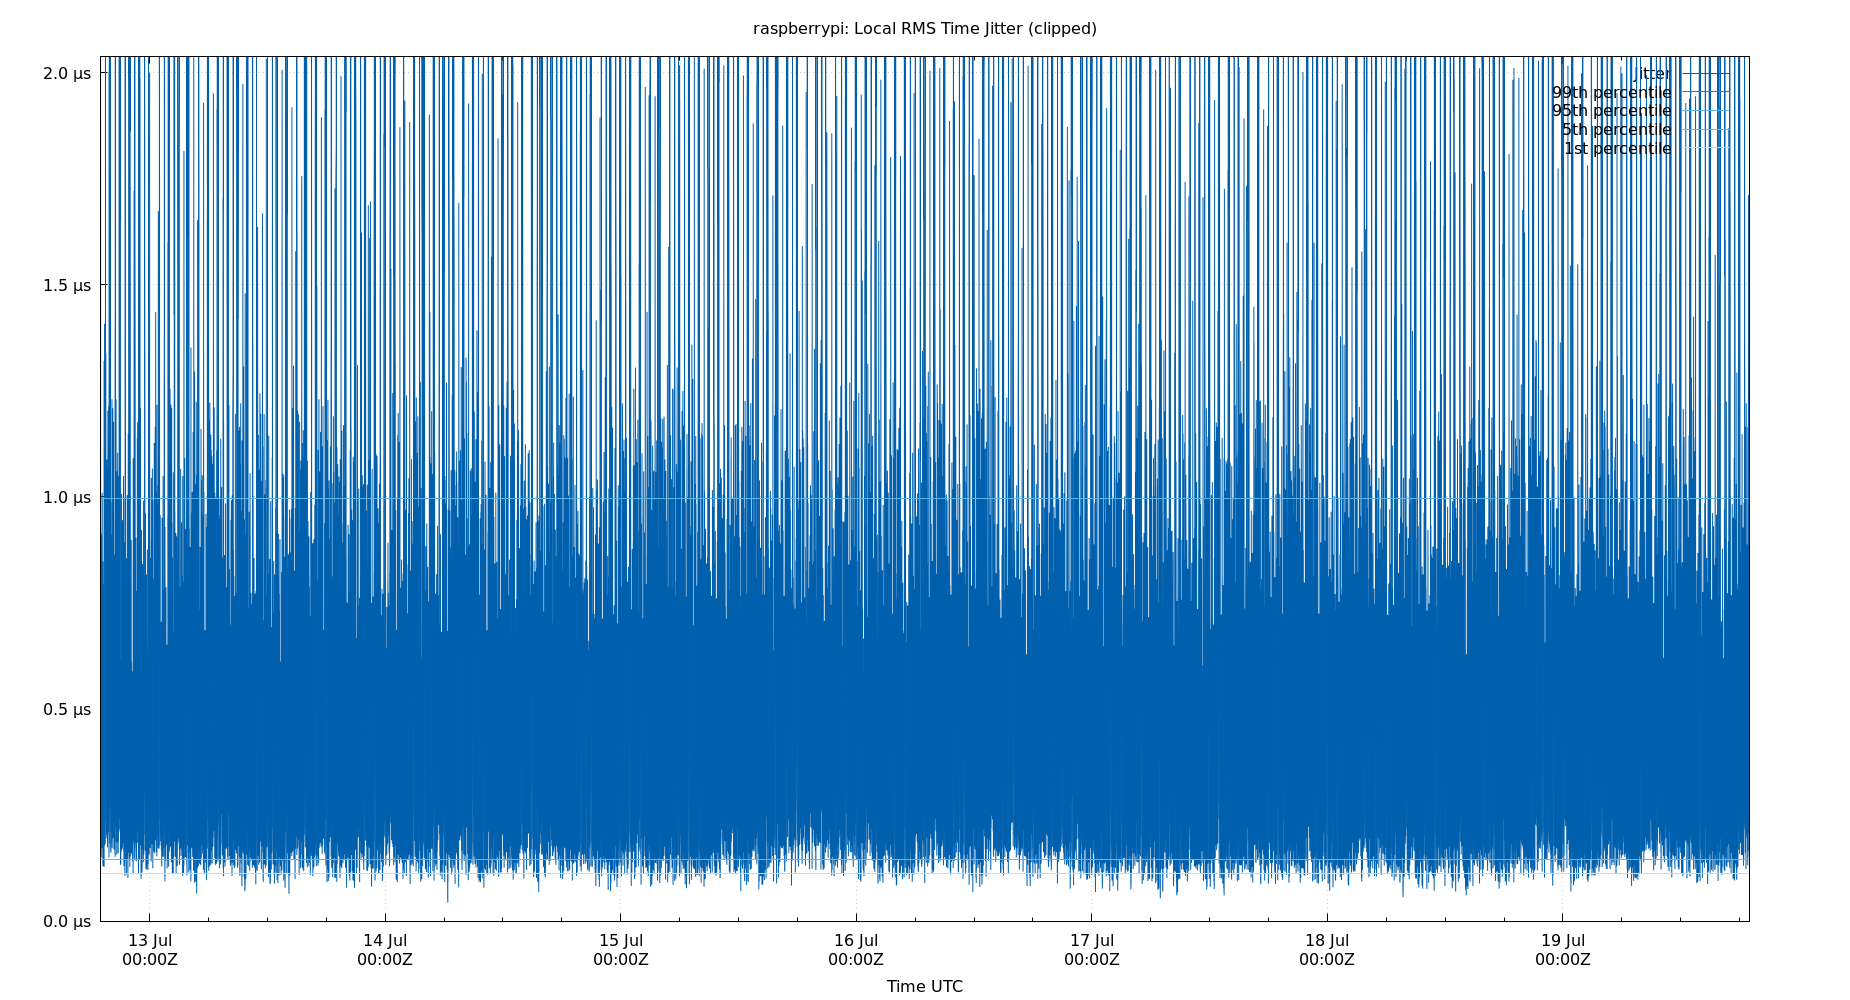 raspberrypi: Local RMS Time Jitter (clipped)
2.0 µs
1.5 µs
1.0 µs
0.5 µs
0.0 µs
jitter
99th percentile
95th percentile
5th percentile
1st percentile
13 Jul
00:00Z
14 Jul
00:00Z
15 Jul
00:00Z
16 Jul
00:00Z
17 Jul
00:00Z
18 Jul
00:00Z
19 Jul
00:00Z
Time UTC